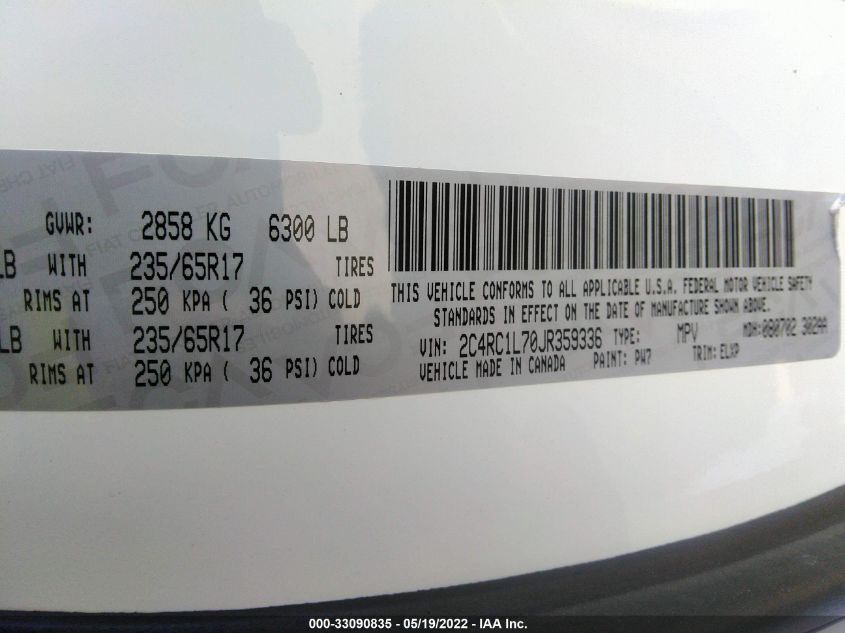 GVWR: 2858 KG 6300 LB
LB WITH 235/65R17 TIRES
RIMS AT 250 KPA ( 36 PSI) COLD
LB WITH 235/65R17 TIRES
RIMS AT 250 KPA ( 36 PSI) COLD
THIS VEHICLE CONFORMS TO ALL APPLICABLE U.S.A. FEDERAL MOTOR VEHICLE SAFETY
STANDARDS IN EFFECT ON THE DATE OF MANUFACTURE SHOWN ABOVE.
VIN: 2C4RC1L70JR359336 TYPE: MPV MDH:080702 302AA
VEHICLE MADE IN CANADA PAINT: PW7 TRIM: ELXP
000-33090835 - 05/19/2022 - IAA Inc.